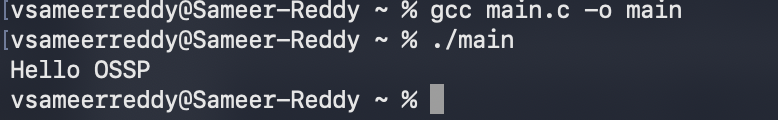 [vsameerreddy@Sameer-Reddy ~ % gcc main.c -o main
[vsameerreddy@Sameer-Reddy ~ % ./main
Hello OSSP
vsameerreddy@Sameer-Reddy ~ %